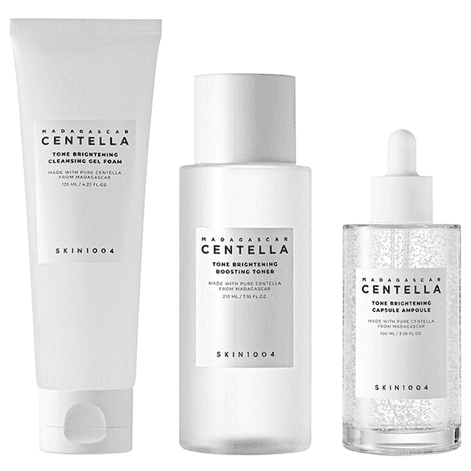 MADAGASCAR
CENTELLA
TONE BRIGHTENING
CLEANSING GEL FOAM
MADE WITH PURE CENTELLA
FROM MADAGASCAR
125 ML / 4.22 FL.OZ.
SKIN1004
MADAGASCAR
CENTELLA
TONE BRIGHTENING
BOOSTING TONER
MADE WITH PURE CENTELLA
FROM MADAGASCAR
210 ML / 7.10 FL.OZ.
SKIN1004
MADAGASCAR
CENTELLA
TONE BRIGHTENING
CAPSULE AMPOULE
MADE WITH PURE CENTELLA
FROM MADAGASCAR
100 ML / 3.38 FL.OZ.
SKIN1004